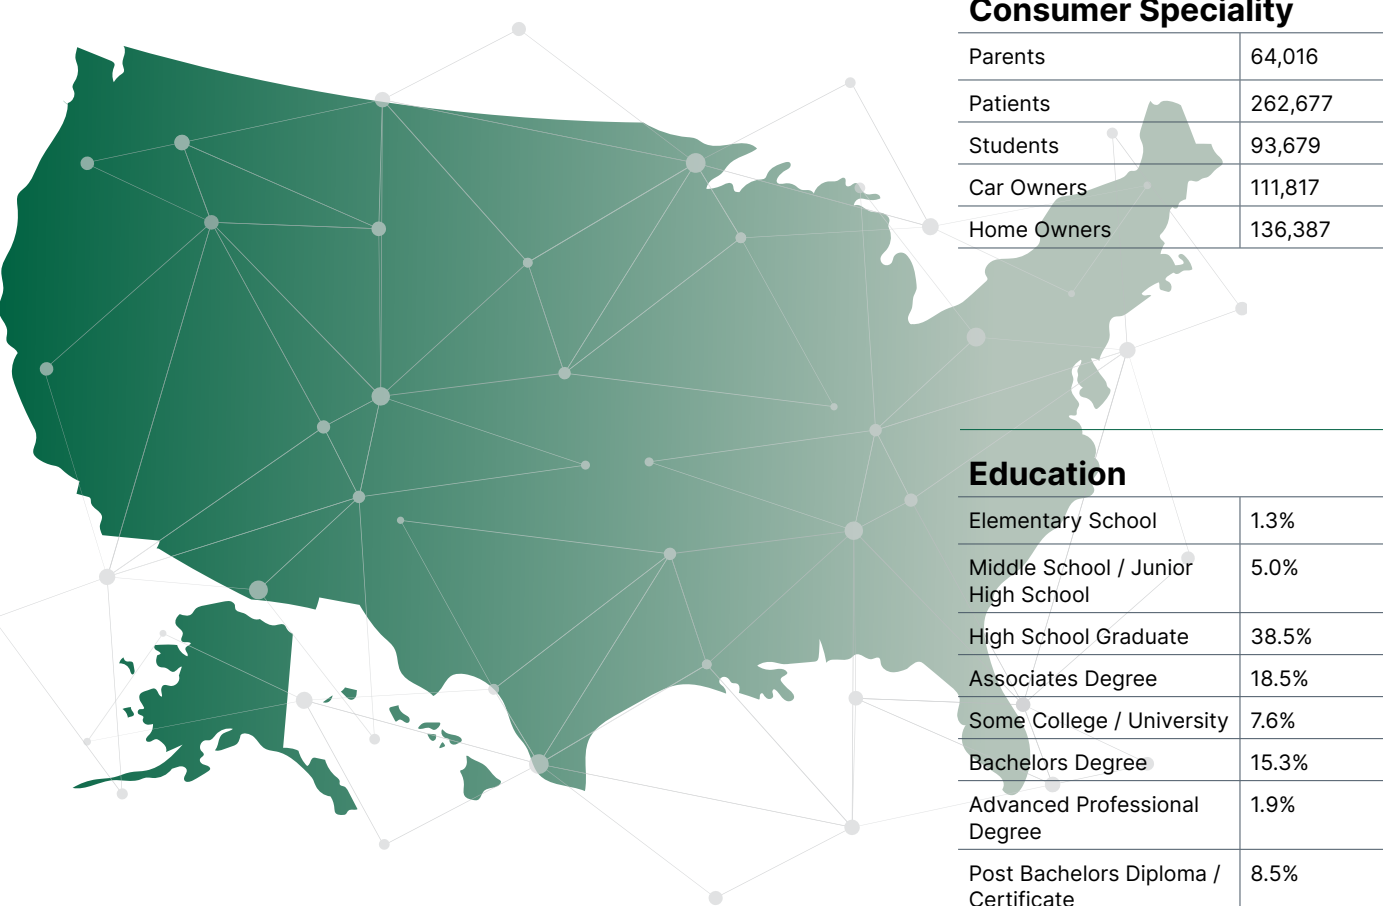 Consumer Speciality
Parents 64,016
Patients 262,677
Students 93,679
Car Owners 111,817
Home Owners 136,387
Education
Elementary School 1.3%
Middle School / Junior 5.0%
High School
High School Graduate 38.5%
Associates Degree 18.5%
Some College / University 7.6%
Bachelors Degree 15.3%
Advanced Professional 1.9%
Degree
Post Bachelors Diploma / 8.5%
Certificate